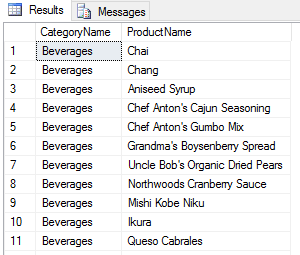 Results Messages
CategoryName ProductName
1 Beverages Chai
2 Beverages Chang
3 Beverages Aniseed Syrup
4 Beverages Chef Anton's Cajun Seasoning
5 Beverages Chef Anton's Gumbo Mix
6 Beverages Grandma's Boysenberry Spread
7 Beverages Uncle Bob's Organic Dried Pears
8 Beverages Northwoods Cranberry Sauce
9 Beverages Mishi Kobe Niku
10 Beverages Ikura
11 Beverages Queso Cabrales